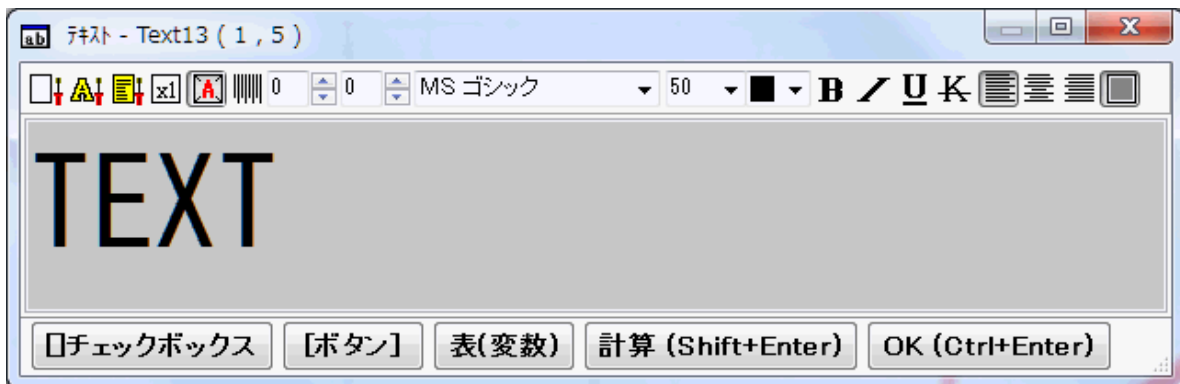 ab ﾃｷｽﾄ - Text13 ( 1 , 5 )
A x1 A 0 0 MS ゴシック 50 B I U K
TEXT
□チェックボックス [ボタン] 表(変数) 計算 (Shift+Enter) OK (Ctrl+Enter)